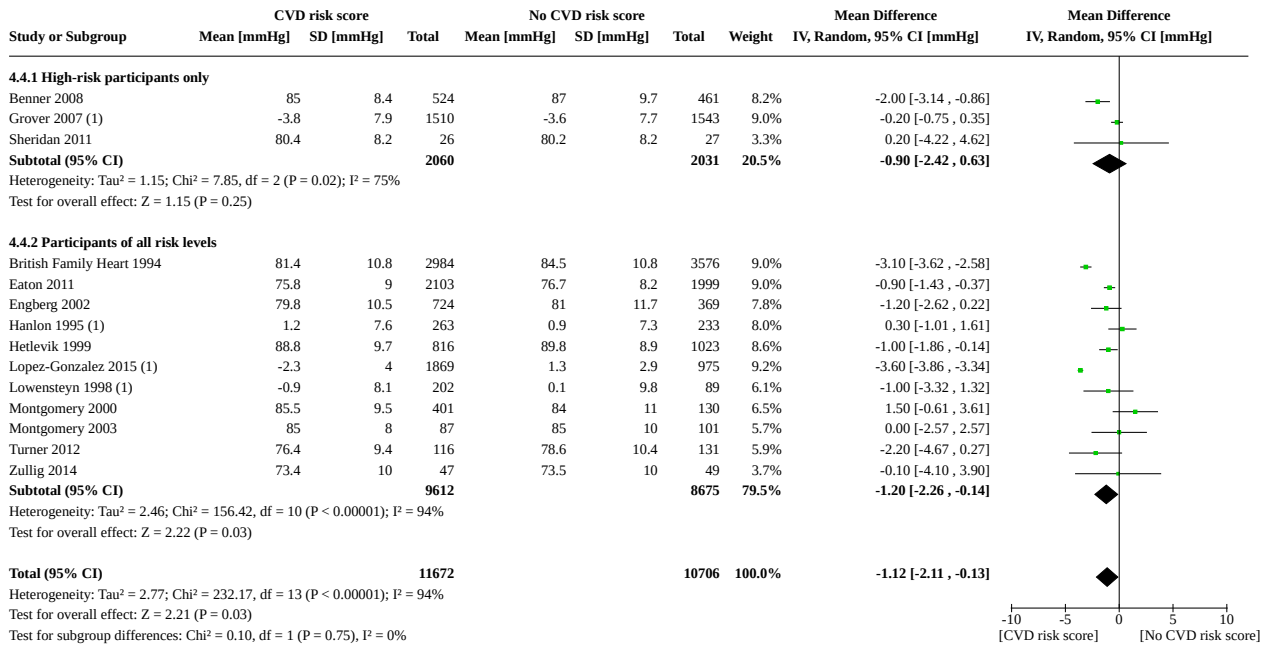 CVD risk score No CVD risk score Mean Difference Mean Difference
Study or Subgroup Mean [mmHg] SD [mmHg] Total Mean [mmHg] SD [mmHg] Total Weight IV, Random, 95% CI [mmHg] IV, Random, 95% CI [mmHg]
4.4.1 High-risk participants only
Benner 2008 85 8.4 524 87 9.7 461 8.2% -2.00 [-3.14 , -0.86]
Grover 2007 (1) -3.8 7.9 1510 -3.6 7.7 1543 9.0% -0.20 [-0.75 , 0.35]
Sheridan 2011 80.4 8.2 26 80.2 8.2 27 3.3% 0.20 [-4.22 , 4.62]
Subtotal (95% CI) 2060 2031 20.5% -0.90 [-2.42 , 0.63]
Heterogeneity: Tau² = 1.15; Chi² = 7.85, df = 2 (P = 0.02); I² = 75%
Test for overall effect: Z = 1.15 (P = 0.25)
4.4.2 Participants of all risk levels
British Family Heart 1994 81.4 10.8 2984 84.5 10.8 3576 9.0% -3.10 [-3.62 , -2.58]
Eaton 2011 75.8 9 2103 76.7 8.2 1999 9.0% -0.90 [-1.43 , -0.37]
Engberg 2002 79.8 10.5 724 81 11.7 369 7.8% -1.20 [-2.62 , 0.22]
Hanlon 1995 (1) 1.2 7.6 263 0.9 7.3 233 8.0% 0.30 [-1.01 , 1.61]
Hetlevik 1999 88.8 9.7 816 89.8 8.9 1023 8.6% -1.00 [-1.86 , -0.14]
Lopez-Gonzalez 2015 (1) -2.3 4 1869 1.3 2.9 975 9.2% -3.60 [-3.86 , -3.34]
Lowensteyn 1998 (1) -0.9 8.1 202 0.1 9.8 89 6.1% -1.00 [-3.32 , 1.32]
Montgomery 2000 85.5 9.5 401 84 11 130 6.5% 1.50 [-0.61 , 3.61]
Montgomery 2003 85 8 87 85 10 101 5.7% 0.00 [-2.57 , 2.57]
Turner 2012 76.4 9.4 116 78.6 10.4 131 5.9% -2.20 [-4.67 , 0.27]
Zullig 2014 73.4 10 47 73.5 10 49 3.7% -0.10 [-4.10 , 3.90]
Subtotal (95% CI) 9612 8675 79.5% -1.20 [-2.26 , -0.14]
Heterogeneity: Tau² = 2.46; Chi² = 156.42, df = 10 (P < 0.00001); I² = 94%
Test for overall effect: Z = 2.22 (P = 0.03)
Total (95% CI) 11672 10706 100.0% -1.12 [-2.11 , -0.13]
Heterogeneity: Tau² = 2.77; Chi² = 232.17, df = 13 (P < 0.00001); I² = 94%
Test for overall effect: Z = 2.21 (P = 0.03)
Test for subgroup differences: Chi² = 0.10, df = 1 (P = 0.75), I² = 0%
-10 -5 0 5 10
[CVD risk score] [No CVD risk score]